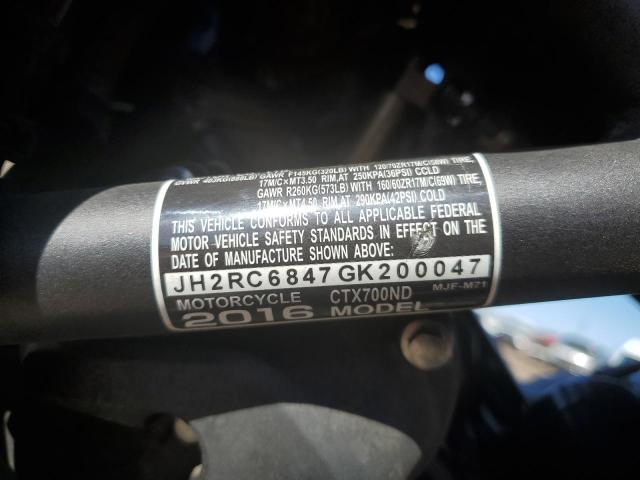 GAWR F145KG(320LB) WITH 120/70ZR17M/C(58W) TIRE,
17M/C×MT3.50 RIM,AT 250KPA(36PSI) CCLD
GAWR R260KG(573LB) WITH 160/60ZR17M/C(69W) TIRE,
17M/C×MT4.50 RIM,AT 290KPA(42PSI) COLD
THIS VEHICLE CONFORMS TO ALL APPLICABLE FEDERAL
MOTOR VEHICLE SAFETY STANDARDS IN EFFECT ON THE
DATE OF MANUFACTURE SHOWN ABOVE:
JH2RC6847GK200047
MOTORCYCLE CTX700ND MJF-M71
2016 MODEL